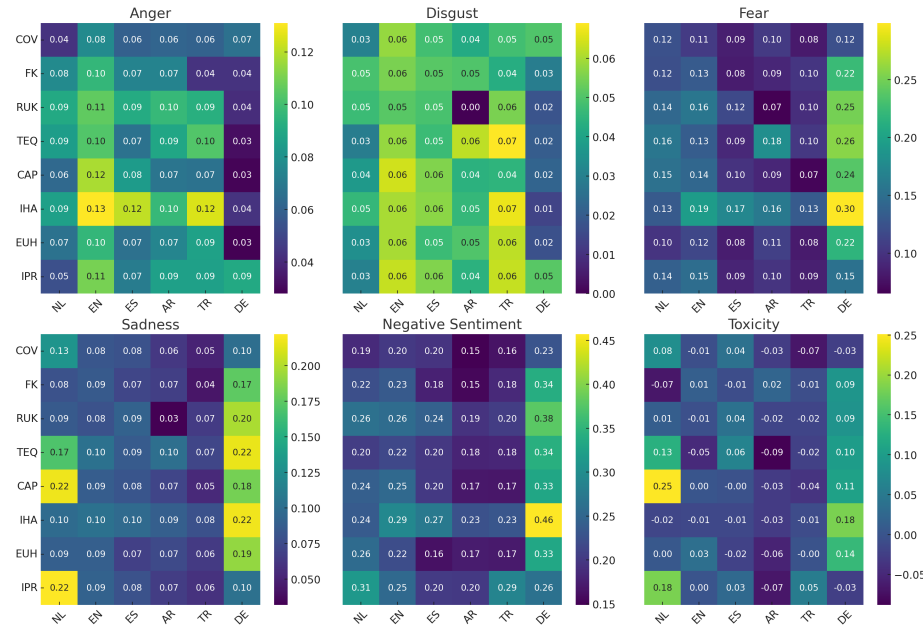 Anger Disgust Fear
COV 0.04 0.08 0.06 0.06 0.06 0.07 0.12 0.03 0.06 0.05 0.04 0.05 0.05 0.06 0.12 0.11 0.09 0.10 0.08 0.12 0.25
FK 0.08 0.10 0.07 0.07 0.04 0.04 0.10 0.05 0.06 0.05 0.05 0.04 0.03 0.05 0.12 0.13 0.08 0.09 0.10 0.22 0.20
RUK 0.09 0.11 0.09 0.10 0.09 0.04 0.08 0.05 0.05 0.05 0.00 0.06 0.02 0.04 0.14 0.16 0.12 0.07 0.10 0.25 0.15
TEQ 0.09 0.10 0.07 0.09 0.10 0.03 0.06 0.05 0.06 0.05 0.06 0.07 0.02 0.03 0.16 0.13 0.09 0.18 0.10 0.26 0.10
CAP 0.06 0.12 0.08 0.07 0.07 0.03 0.04 0.04 0.06 0.06 0.04 0.04 0.02 0.02 0.15 0.14 0.10 0.09 0.07 0.24
IHA 0.09 0.13 0.12 0.10 0.12 0.04 0.05 0.06 0.06 0.05 0.07 0.01 0.01 0.13 0.19 0.17 0.16 0.13 0.30
EUH 0.07 0.10 0.07 0.07 0.09 0.03 0.03 0.06 0.05 0.05 0.06 0.02 0.00 0.10 0.12 0.08 0.11 0.08 0.22
IPR 0.05 0.11 0.07 0.09 0.09 0.09 0.03 0.06 0.06 0.04 0.06 0.05 0.14 0.15 0.09 0.10 0.09 0.15
NL EN ES AR TR DE NL EN ES AR TR DE NL EN ES AR TR DE
Sadness Negative Sentiment Toxicity
COV 0.13 0.08 0.08 0.06 0.05 0.10 0.200 0.19 0.20 0.20 0.15 0.16 0.23 0.45 0.08 -0.01 0.04 -0.03 -0.07 -0.03 0.25
FK 0.08 0.09 0.07 0.07 0.04 0.17 0.175 0.22 0.23 0.18 0.15 0.18 0.34 0.40 -0.07 0.01 -0.01 0.02 -0.01 0.09 0.20
RUK 0.09 0.08 0.09 0.03 0.07 0.20 0.150 0.26 0.26 0.24 0.19 0.20 0.38 0.35 0.01 -0.01 0.04 -0.02 -0.02 0.09 0.15
TEQ 0.17 0.10 0.09 0.10 0.07 0.22 0.125 0.20 0.22 0.20 0.18 0.18 0.34 0.30 0.13 -0.05 0.06 -0.09 -0.02 0.10 0.10
CAP 0.22 0.09 0.08 0.07 0.05 0.18 0.100 0.24 0.25 0.20 0.17 0.17 0.33 0.25 0.25 0.00 -0.00 -0.03 -0.04 0.11 0.05
IHA 0.10 0.10 0.10 0.09 0.08 0.22 0.075 0.24 0.29 0.27 0.23 0.23 0.46 0.20 -0.02 -0.01 -0.01 -0.03 -0.01 0.18 0.00
EUH 0.09 0.09 0.07 0.07 0.06 0.19 0.050 0.26 0.22 0.16 0.17 0.17 0.33 0.15 0.00 0.03 -0.02 -0.06 -0.00 0.14 −0.05
IPR 0.22 0.09 0.08 0.07 0.06 0.10 0.31 0.25 0.20 0.20 0.29 0.26 0.18 0.00 0.03 -0.07 0.05 -0.03
NL EN ES AR TR DE NL EN ES AR TR DE NL EN ES AR TR DE